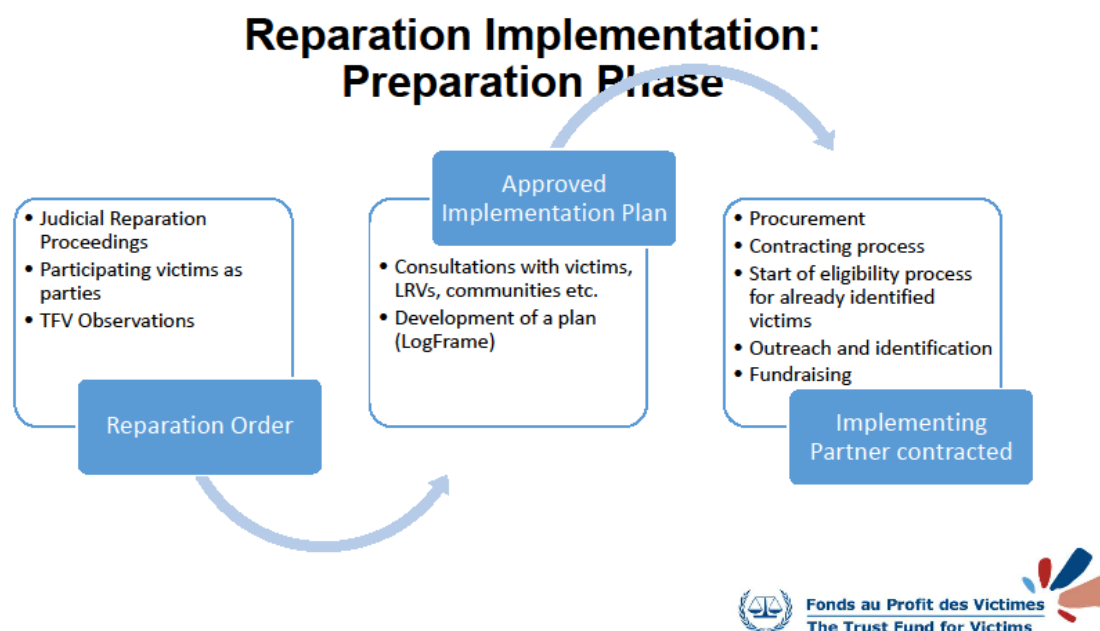 Reparation Implementation:
Preparation Phase
• Judicial Reparation
Proceedings
• Participating victims as
parties
• TFV Observations
Reparation Order
Approved
Implementation Plan
• Consultations with victims,
LRVs, communities etc.
• Development of a plan
(LogFrame)
• Procurement
• Contracting process
• Start of eligibility process
for already identified
victims
• Outreach and identification
• Fundraising
Implementing
Partner contracted
Fonds au Profit des Victimes
The Trust Fund for Victims